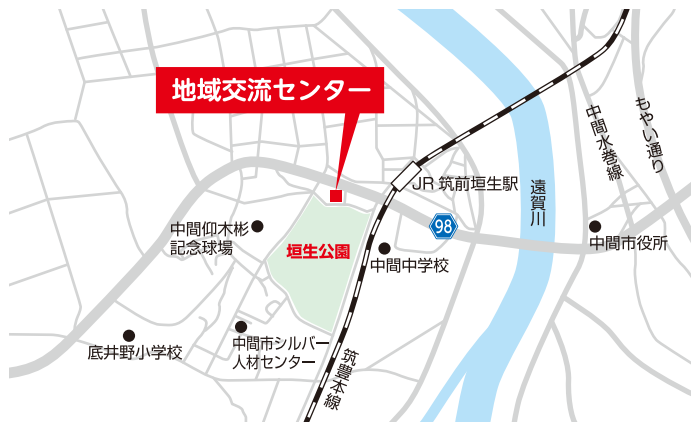 地域交流センター
中間水巻線
もやい通り
JR 筑前垣生駅
遠賀川
98
中間仰木彬
記念球場
垣生公園
中間中学校
中間市役所
中間市シルバー
人材センター
底井野小学校
筑豊本線